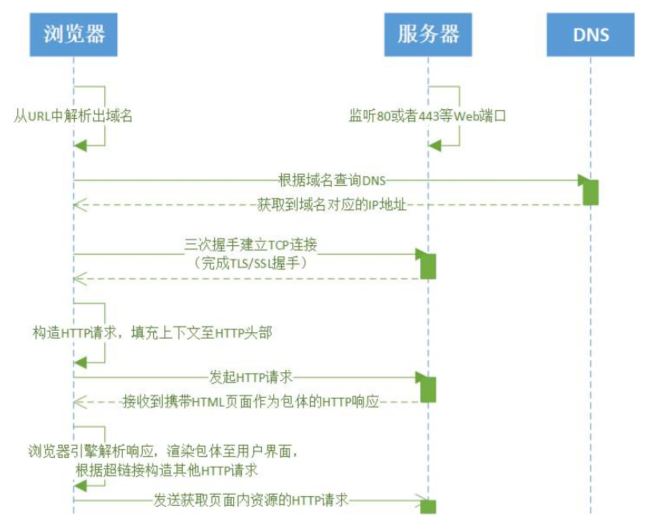 浏览器
服务器
DNS
从URL中解析出域名
监听80或者443等Web端口
根据域名查询DNS
获取到域名对应的IP地址
三次握手建立TCP连接
（完成TLS/SSL握手）
构造HTTP请求，填充上下文至HTTP头部
发起HTTP请求
接收到携带HTML页面作为包体的HTTP响应
浏览器引擎解析响应，渲染包体至用户界面，
根据超链接构造其他HTTP请求
发送获取页面内资源的HTTP请求